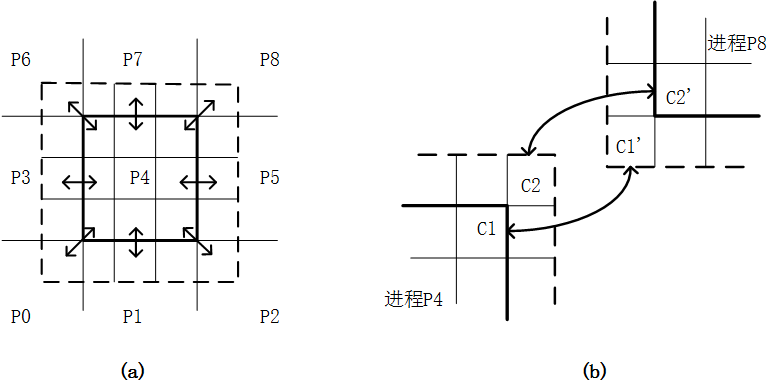 P6 P7 P8
P3 P4 P5
P0 P1 P2
(a)
进程P8
C2'
C1'
C2
C1
进程P4
(b)